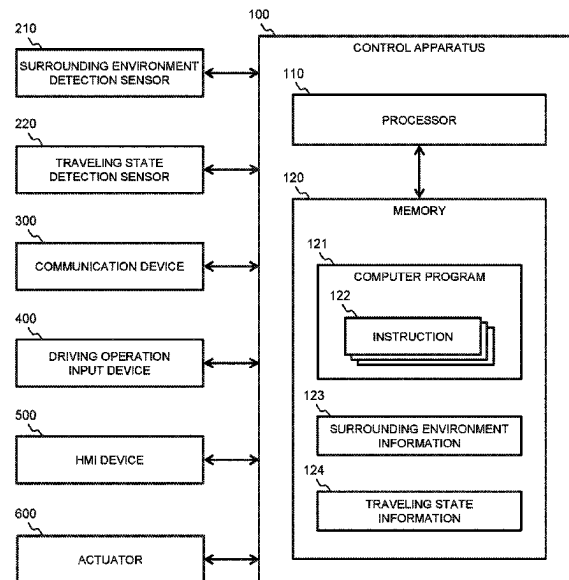 210
SURROUNDING ENVIRONMENT
DETECTION SENSOR
220
TRAVELING STATE
DETECTION SENSOR
300
COMMUNICATION DEVICE
400
DRIVING OPERATION
INPUT DEVICE
500
HMI DEVICE
600
ACTUATOR
100
CONTROL APPARATUS
110
PROCESSOR
120
MEMORY
121
COMPUTER PROGRAM
122
INSTRUCTION
123
SURROUNDING ENVIRONMENT
INFORMATION
124
TRAVELING STATE
INFORMATION